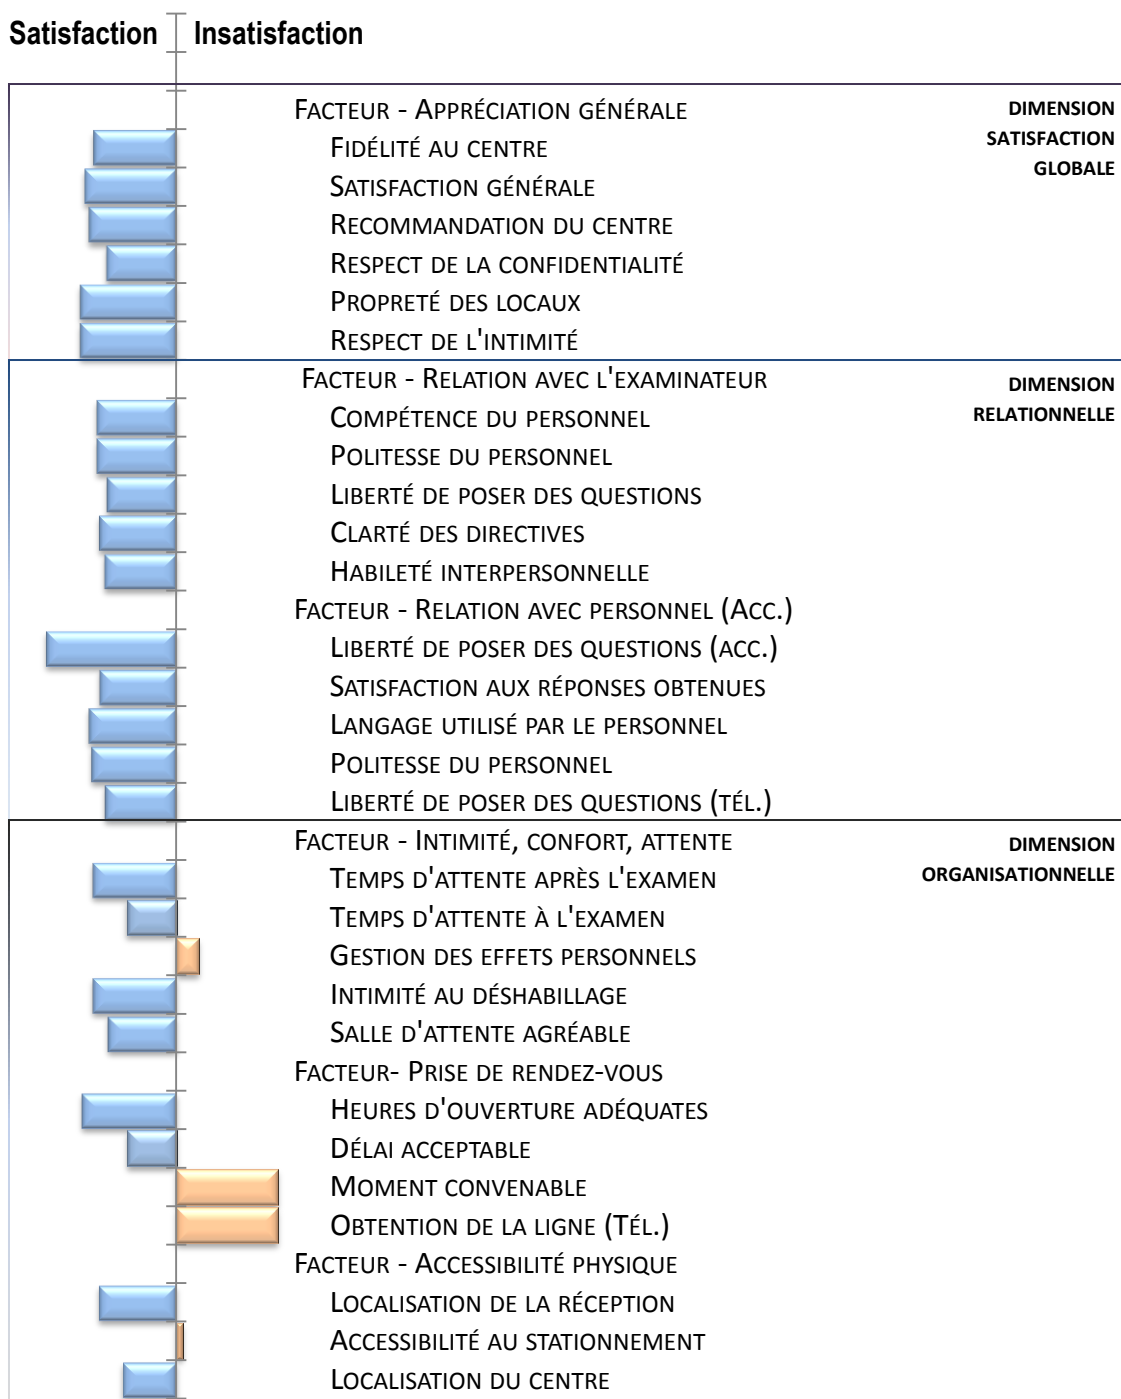 Satisfaction Insatisfaction
FACTEUR - APPRÉCIATION GÉNÉRALE
FIDÉLITÉ AU CENTRE
SATISFACTION GÉNÉRALE
RECOMMANDATION DU CENTRE
RESPECT DE LA CONFIDENTIALITÉ
PROPRETÉ DES LOCAUX
RESPECT DE L'INTIMITÉ
DIMENSION
SATISFACTION
GLOBALE
FACTEUR - RELATION AVEC L'EXAMINATEUR
COMPÉTENCE DU PERSONNEL
POLITESSE DU PERSONNEL
LIBERTÉ DE POSER DES QUESTIONS
CLARTÉ DES DIRECTIVES
HABILETÉ INTERPERSONNELLE
FACTEUR - RELATION AVEC PERSONNEL (ACC.)
LIBERTÉ DE POSER DES QUESTIONS (ACC.)
SATISFACTION AUX RÉPONSES OBTENUES
LANGAGE UTILISÉ PAR LE PERSONNEL
POLITESSE DU PERSONNEL
LIBERTÉ DE POSER DES QUESTIONS (TÉL.)
DIMENSION
RELATIONNELLE
FACTEUR - INTIMITÉ, CONFORT, ATTENTE
TEMPS D'ATTENTE APRÈS L'EXAMEN
TEMPS D'ATTENTE À L'EXAMEN
GESTION DES EFFETS PERSONNELS
INTIMITÉ AU DÉSHABILLAGE
SALLE D'ATTENTE AGRÉABLE
FACTEUR- PRISE DE RENDEZ-VOUS
HEURES D'OUVERTURE ADÉQUATES
DÉLAI ACCEPTABLE
MOMENT CONVENABLE
OBTENTION DE LA LIGNE (TÉL.)
FACTEUR - ACCESSIBILITÉ PHYSIQUE
LOCALISATION DE LA RÉCEPTION
ACCESSIBILITÉ AU STATIONNEMENT
LOCALISATION DU CENTRE
DIMENSION
ORGANISATIONNELLE